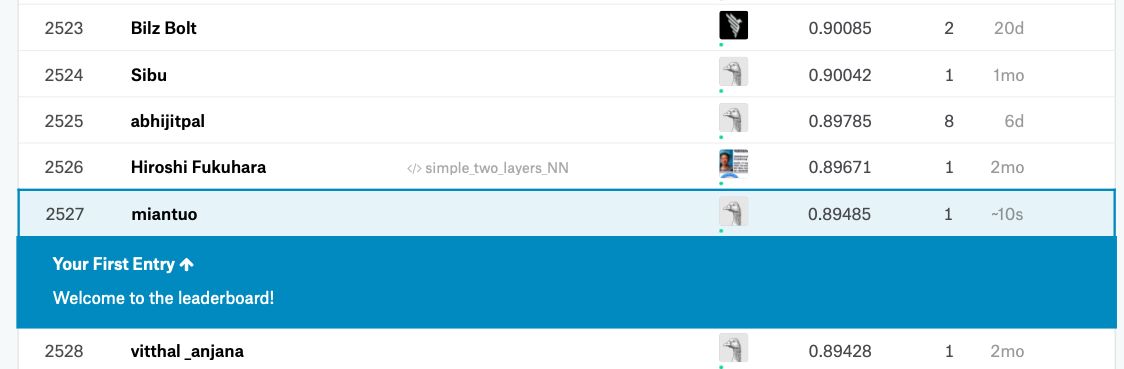 2523 Bilz Bolt 0.90085 2 20d
2524 Sibu 0.90042 1 1mo
2525 abhijitpal 0.89785 8 6d
2526 Hiroshi Fukuhara </> simple_two_layers_NN 0.89671 1 2mo
2527 miantuo 0.89485 1 ~10s
Your First Entry ↑
Welcome to the leaderboard!
2528 vitthal _anjana 0.89428 1 2mo